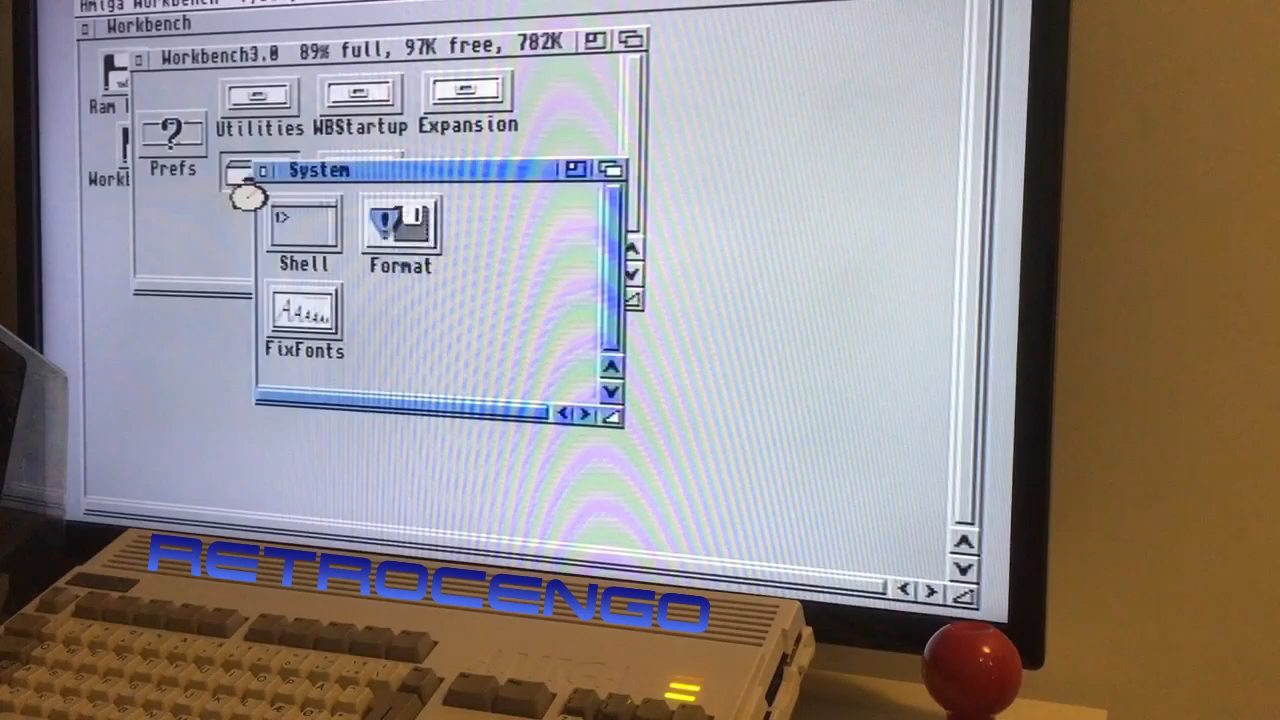 Amiga Workbench
Workbench
Workbench3.0 89% full, 97K free, 782K
Ram
Utilities WBStartup Expansion
Prefs
System
1>
Shell
Format
FixFonts
RETROCENGO